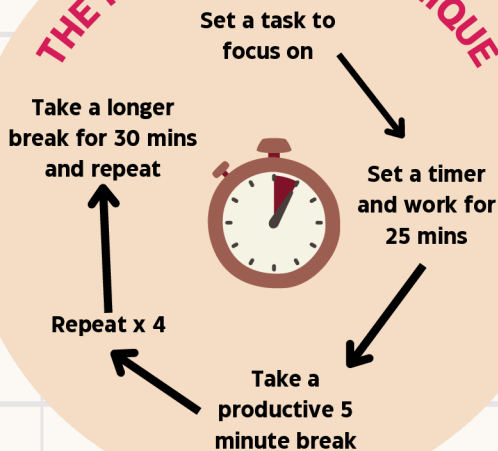 THE
Set a task to
focus on
Set a timer
and work for
25 mins
Take a
productive 5
minute break
Repeat x 4
Take a longer
break for 30 mins
and repeat